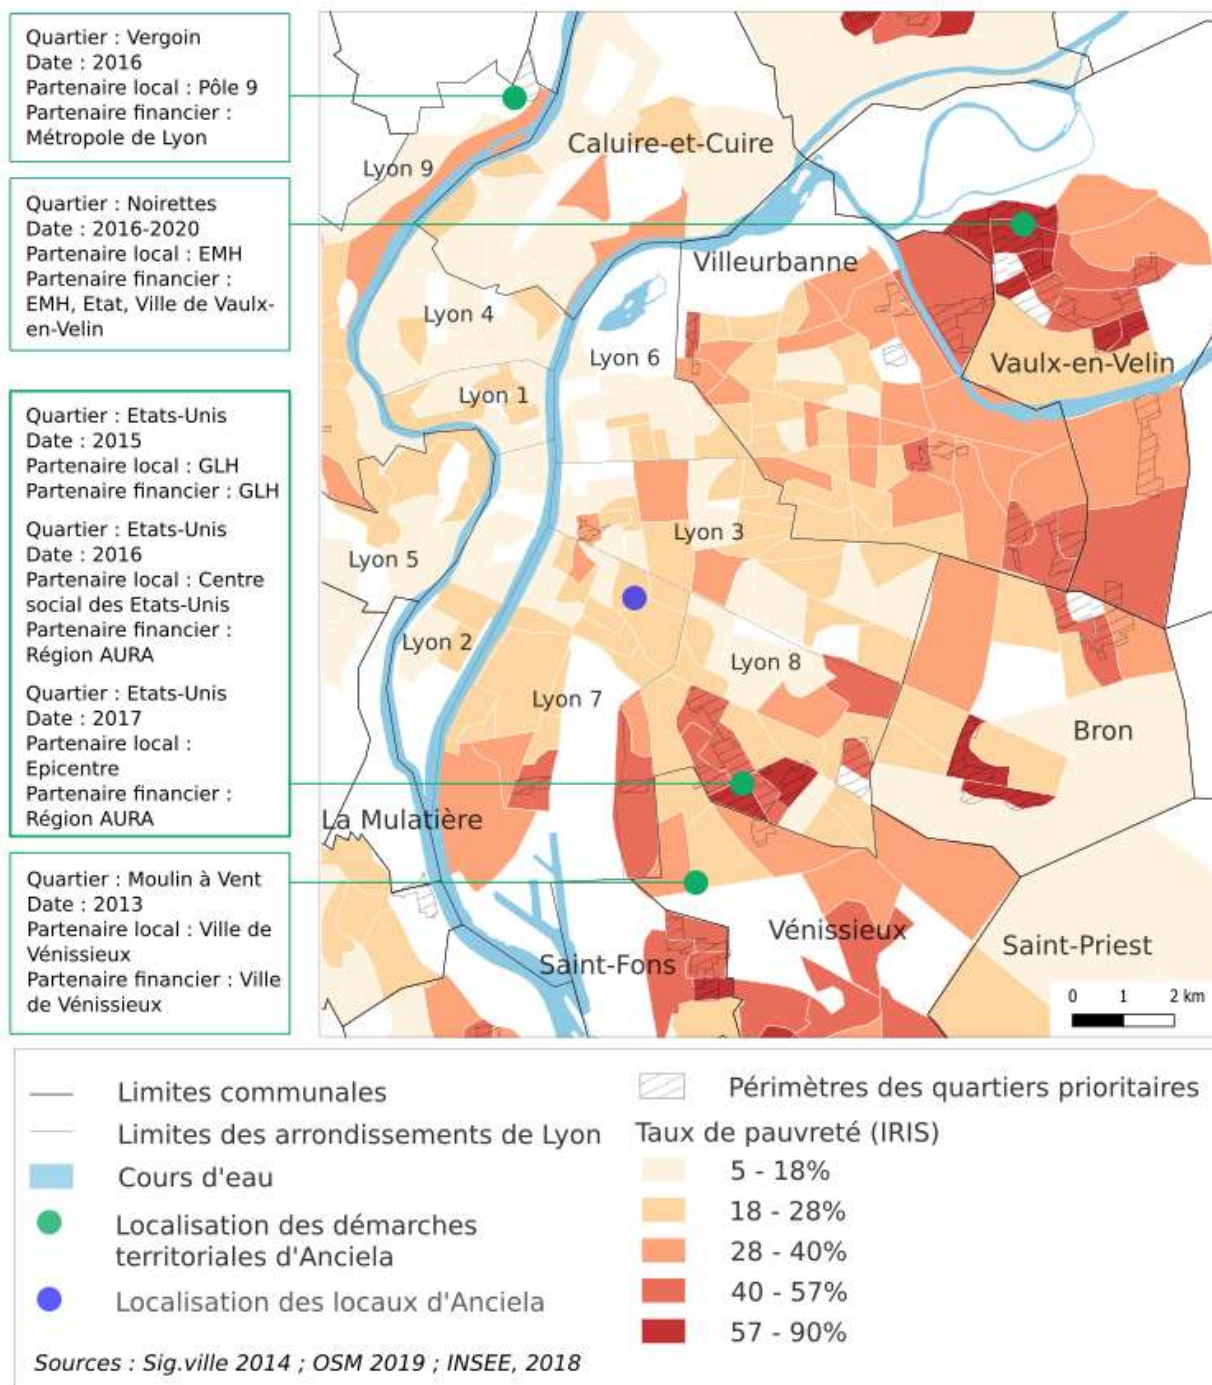 Quartier : Vergoin
Date : 2016
Partenaire local : Pôle 9
Partenaire financier :
Métropole de Lyon
Quartier : Noirettes
Date : 2016-2020
Partenaire local : EMH
Partenaire financier :
EMH, Etat, Ville de Vaulx-
en-Velin
Quartier : Etats-Unis
Date : 2015
Partenaire local : GLH
Partenaire financier : GLH
Quartier : Etats-Unis
Date : 2016
Partenaire local : Centre
social des Etats-Unis
Partenaire financier :
Région AURA
Quartier : Etats-Unis
Date : 2017
Partenaire local :
Epicentre
Partenaire financier :
Région AURA
Quartier : Moulin à Vent
Date : 2013
Partenaire local : Ville de
Vénissieux
Partenaire financier : Ville
de Vénissieux
Caluire-et-Cuire
Lyon 9
Villeurbanne
Lyon 4
Lyon 6
Vaulx-en-Velin
Lyon 1
Lyon 3
Lyon 5
Lyon 2
Lyon 8
Lyon 7
Bron
La Mulatière
Vénissieux
Saint-Priest
Saint-Fons
0 1 2 km
Limites communales
Limites des arrondissements de Lyon
Cours d'eau
Localisation des démarches
territoriales d'Anciela
Localisation des locaux d'Anciela
Sources : Sig.ville 2014 ; OSM 2019 ; INSEE, 2018
Périmètres des quartiers prioritaires
Taux de pauvreté (IRIS)
5 - 18%
18 - 28%
28 - 40%
40 - 57%
57 - 90%